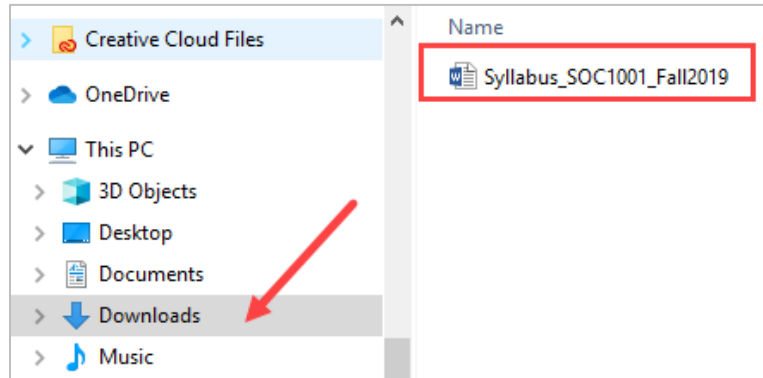 Creative Cloud Files
OneDrive
This PC
3D Objects
Desktop
Documents
Downloads
Music
Name
Syllabus_SOC1001_Fall2019